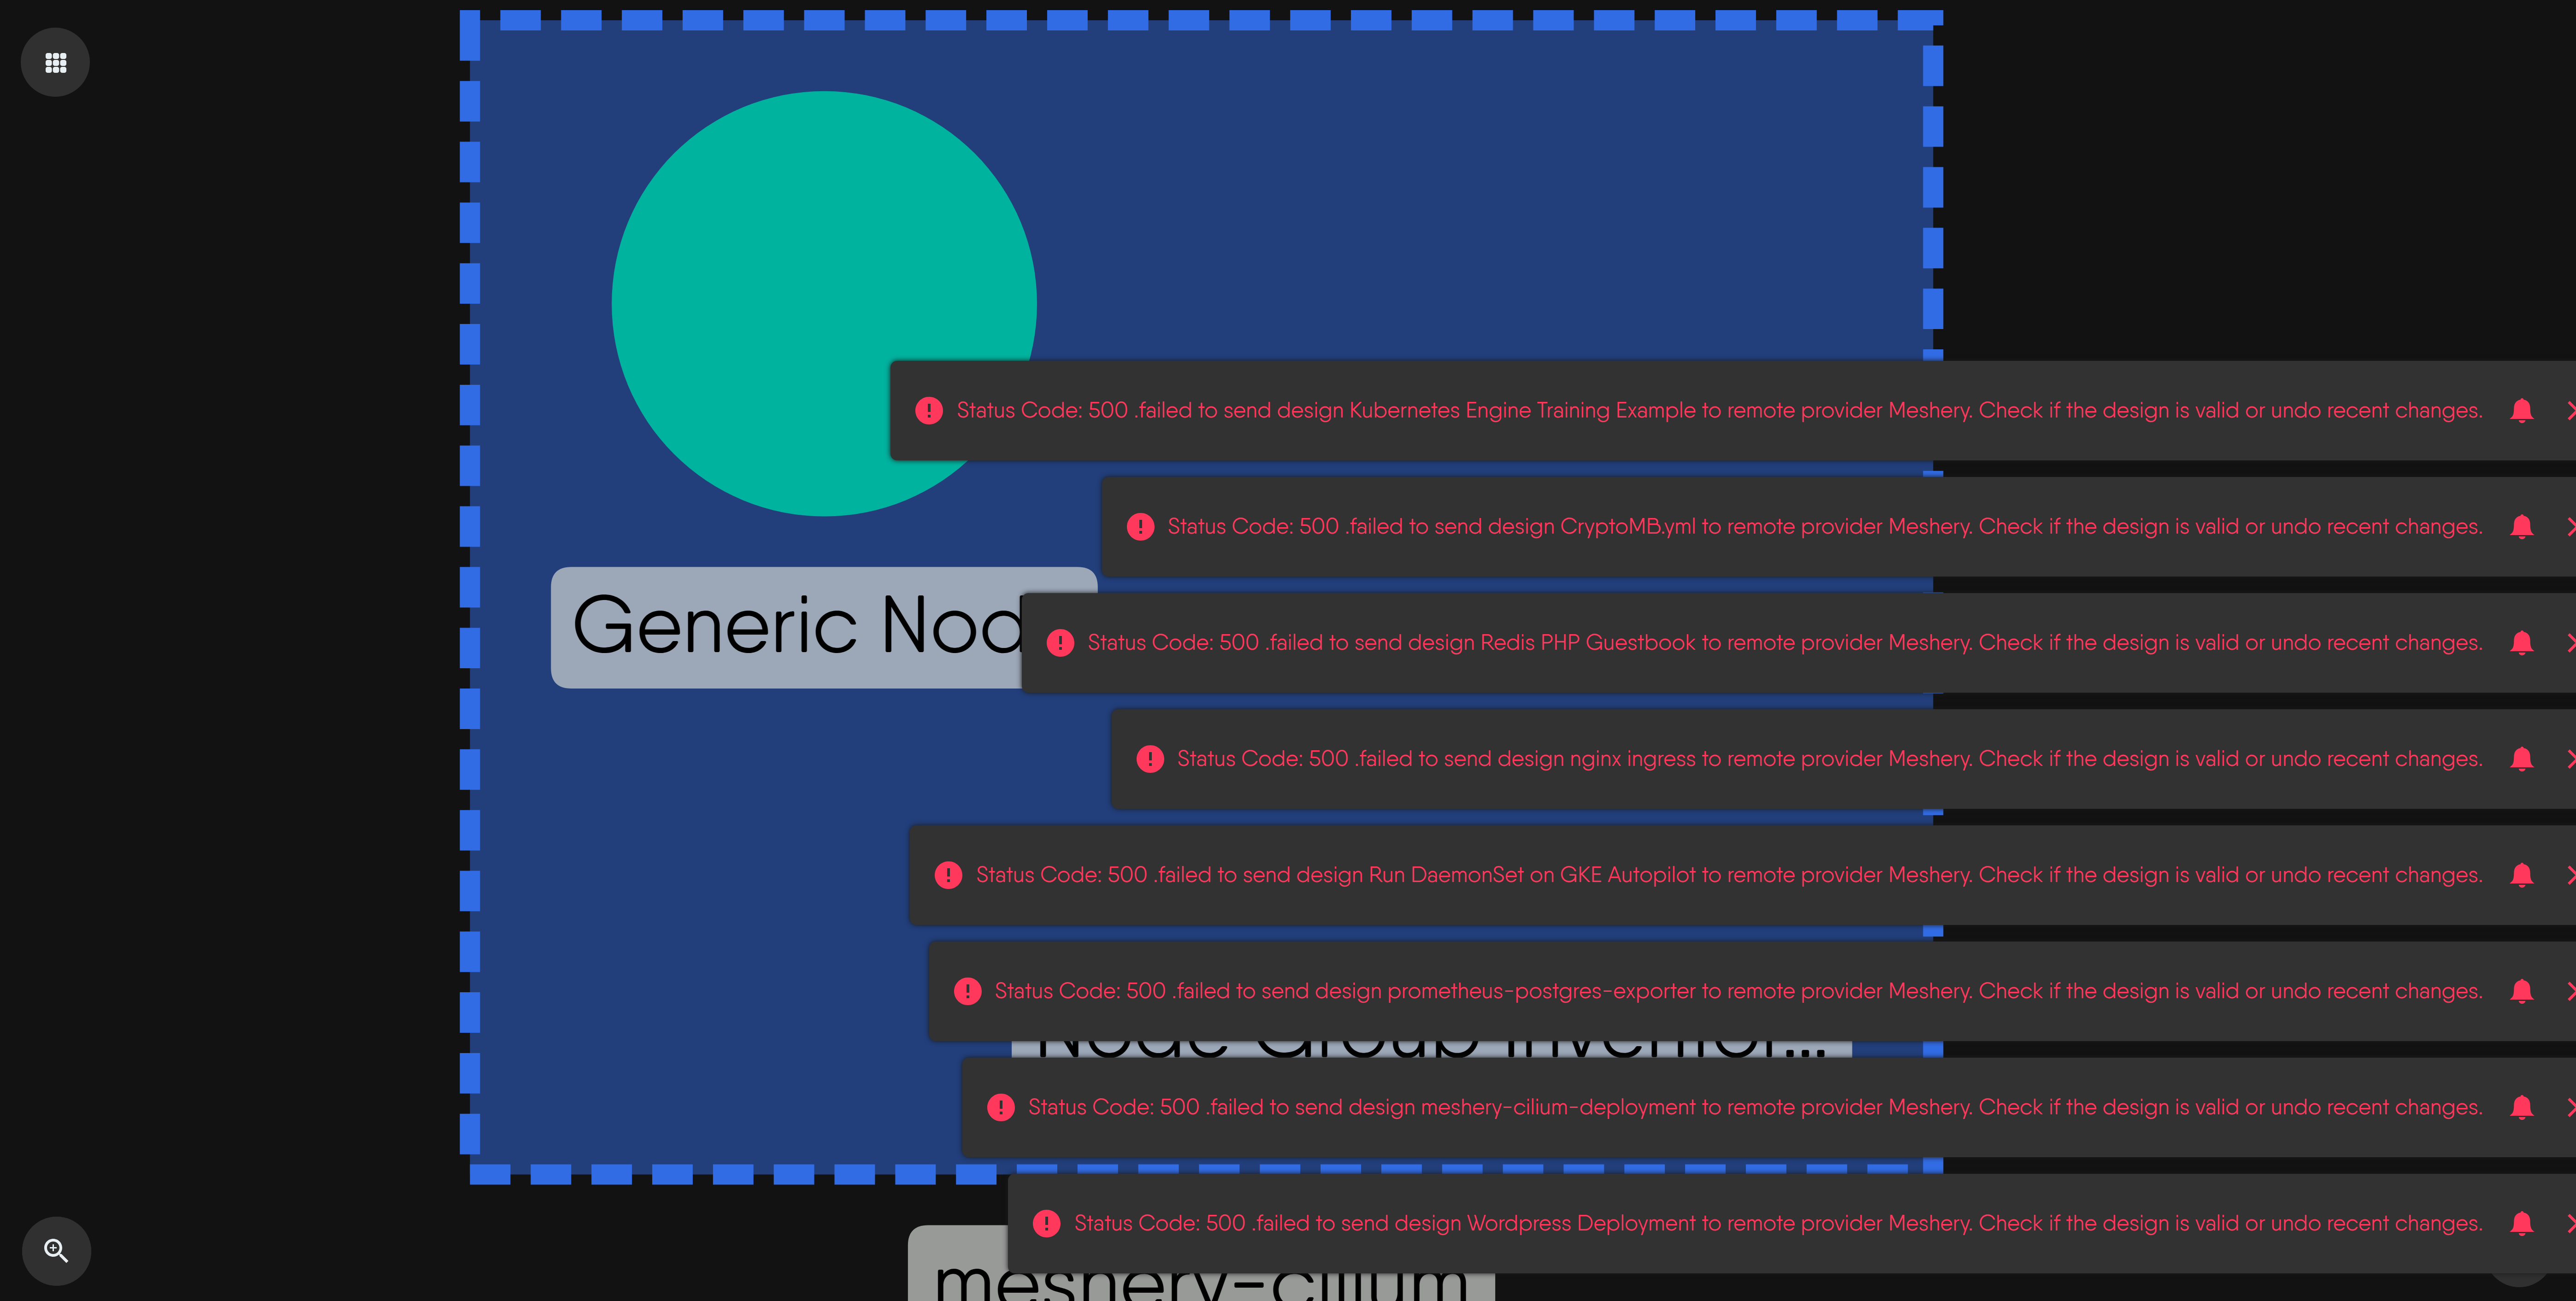 Status Code: 500 .failed to send design Kubernetes Engine Training Example to remote provider Meshery. Check if the design is valid or undo recent changes.
Status Code: 500 .failed to send design CryptoMB.yml to remote provider Meshery. Check if the design is valid or undo recent changes.
Generic Nod
Status Code: 500 .failed to send design Redis PHP Guestbook to remote provider Meshery. Check if the design is valid or undo recent changes.
Status Code: 500 .failed to send design nginx ingress to remote provider Meshery. Check if the design is valid or undo recent changes.
Status Code: 500 .failed to send design Run DaemonSet on GKE Autopilot to remote provider Meshery. Check if the design is valid or undo recent changes.
Status Code: 500 .failed to send design prometheus-postgres-exporter to remote provider Meshery. Check if the design is valid or undo recent changes.
Node Group Inventor...
Status Code: 500 .failed to send design meshery-cilium-deployment to remote provider Meshery. Check if the design is valid or undo recent changes.
Status Code: 500 .failed to send design Wordpress Deployment to remote provider Meshery. Check if the design is valid or undo recent changes.
meshery-cilium